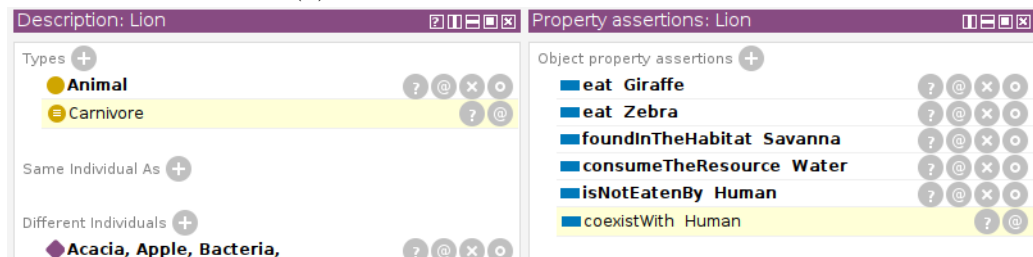 Description: Lion
Types
Animal
Carnivore
Same Individual As
Different Individuals
Acacia, Apple, Bacteria,
Property assertions: Lion
Object property assertions
eat Giraffe
eat Zebra
foundInTheHabitat Savanna
consumeTheResource Water
isNotEatenBy Human
coexistWith Human